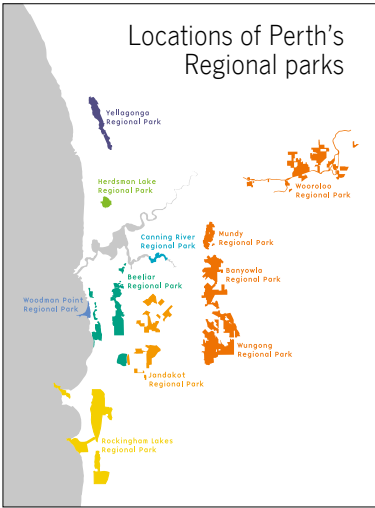 Locations of Perth's
Regional parks
Yellagonga
Regional Park
Wooroloo
Regional Park
Herdsman Lake
Regional Park
Canning River
Regional Park
Mundy
Regional Park
Banyowla
Regional Park
Beeliar
Regional Park
Woodman Point
Regional Park
Wungong
Regional Park
Jandakot
Regional Park
Rockingham Lakes
Regional Park